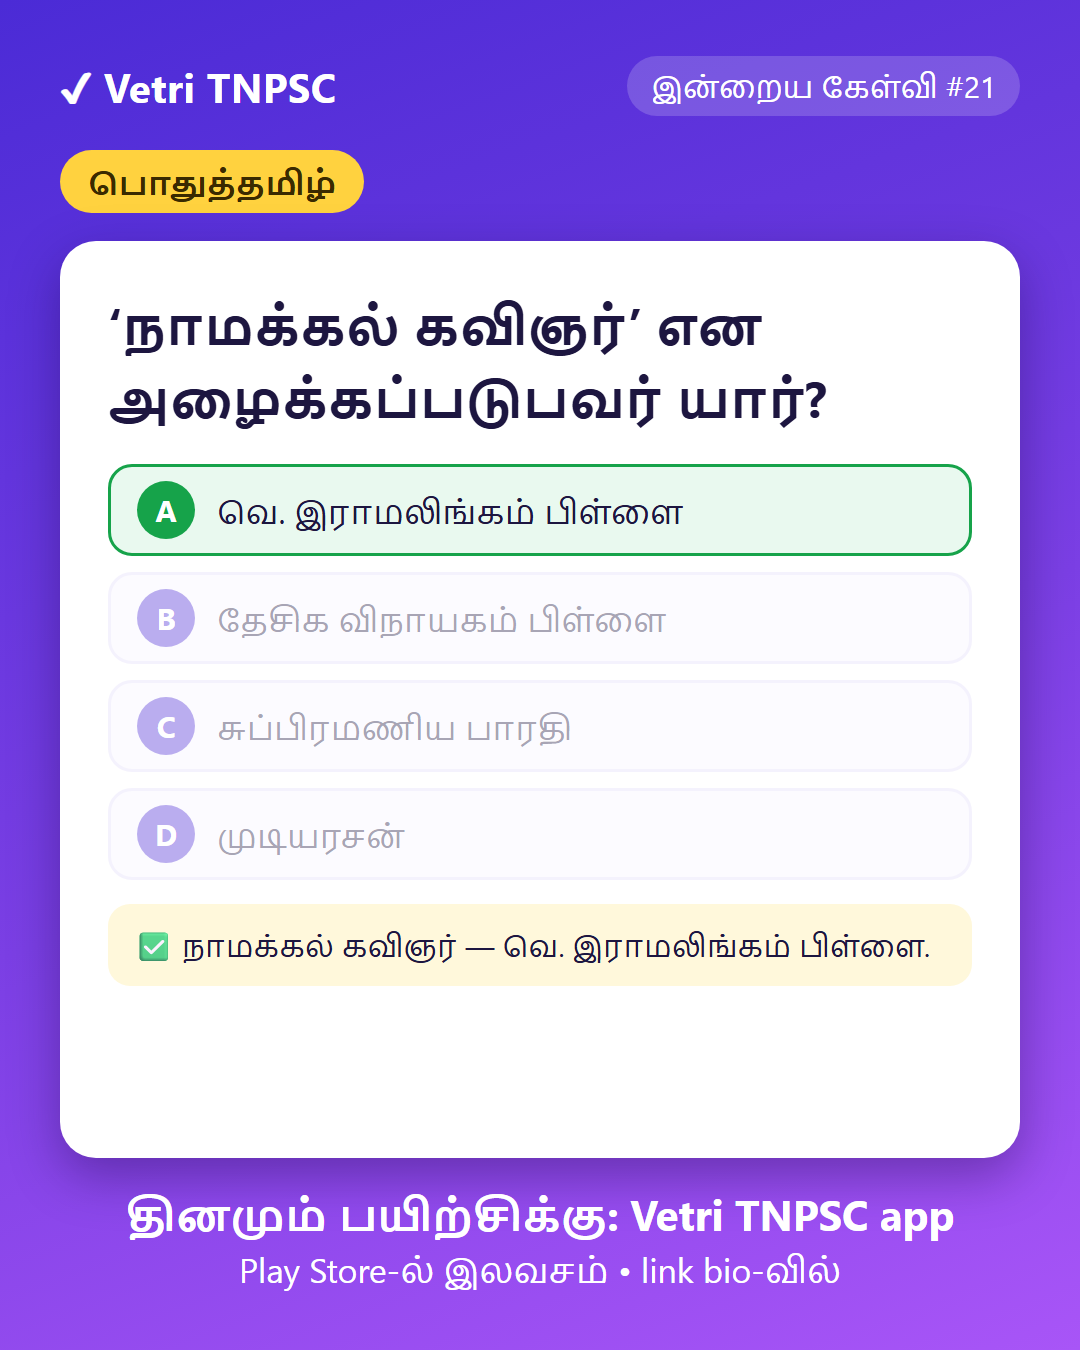 ✔ Vetri TNPSC
இன்றைய கேள்வி #21
பொதுத்தமிழ்
‘நாமக்கல் கவிஞர்’ என
அழைக்கப்படுபவர் யார்?
A வெ. இராமலிங்கம் பிள்ளை
B தேசிக விநாயகம் பிள்ளை
C சுப்பிரமணிய பாரதி
D முடியரசன்
✅ நாமக்கல் கவிஞர் — வெ. இராமலிங்கம் பிள்ளை.
தினமும் பயிற்சிக்கு: Vetri TNPSC app
Play Store-ல் இலவசம் • link bio-வில்